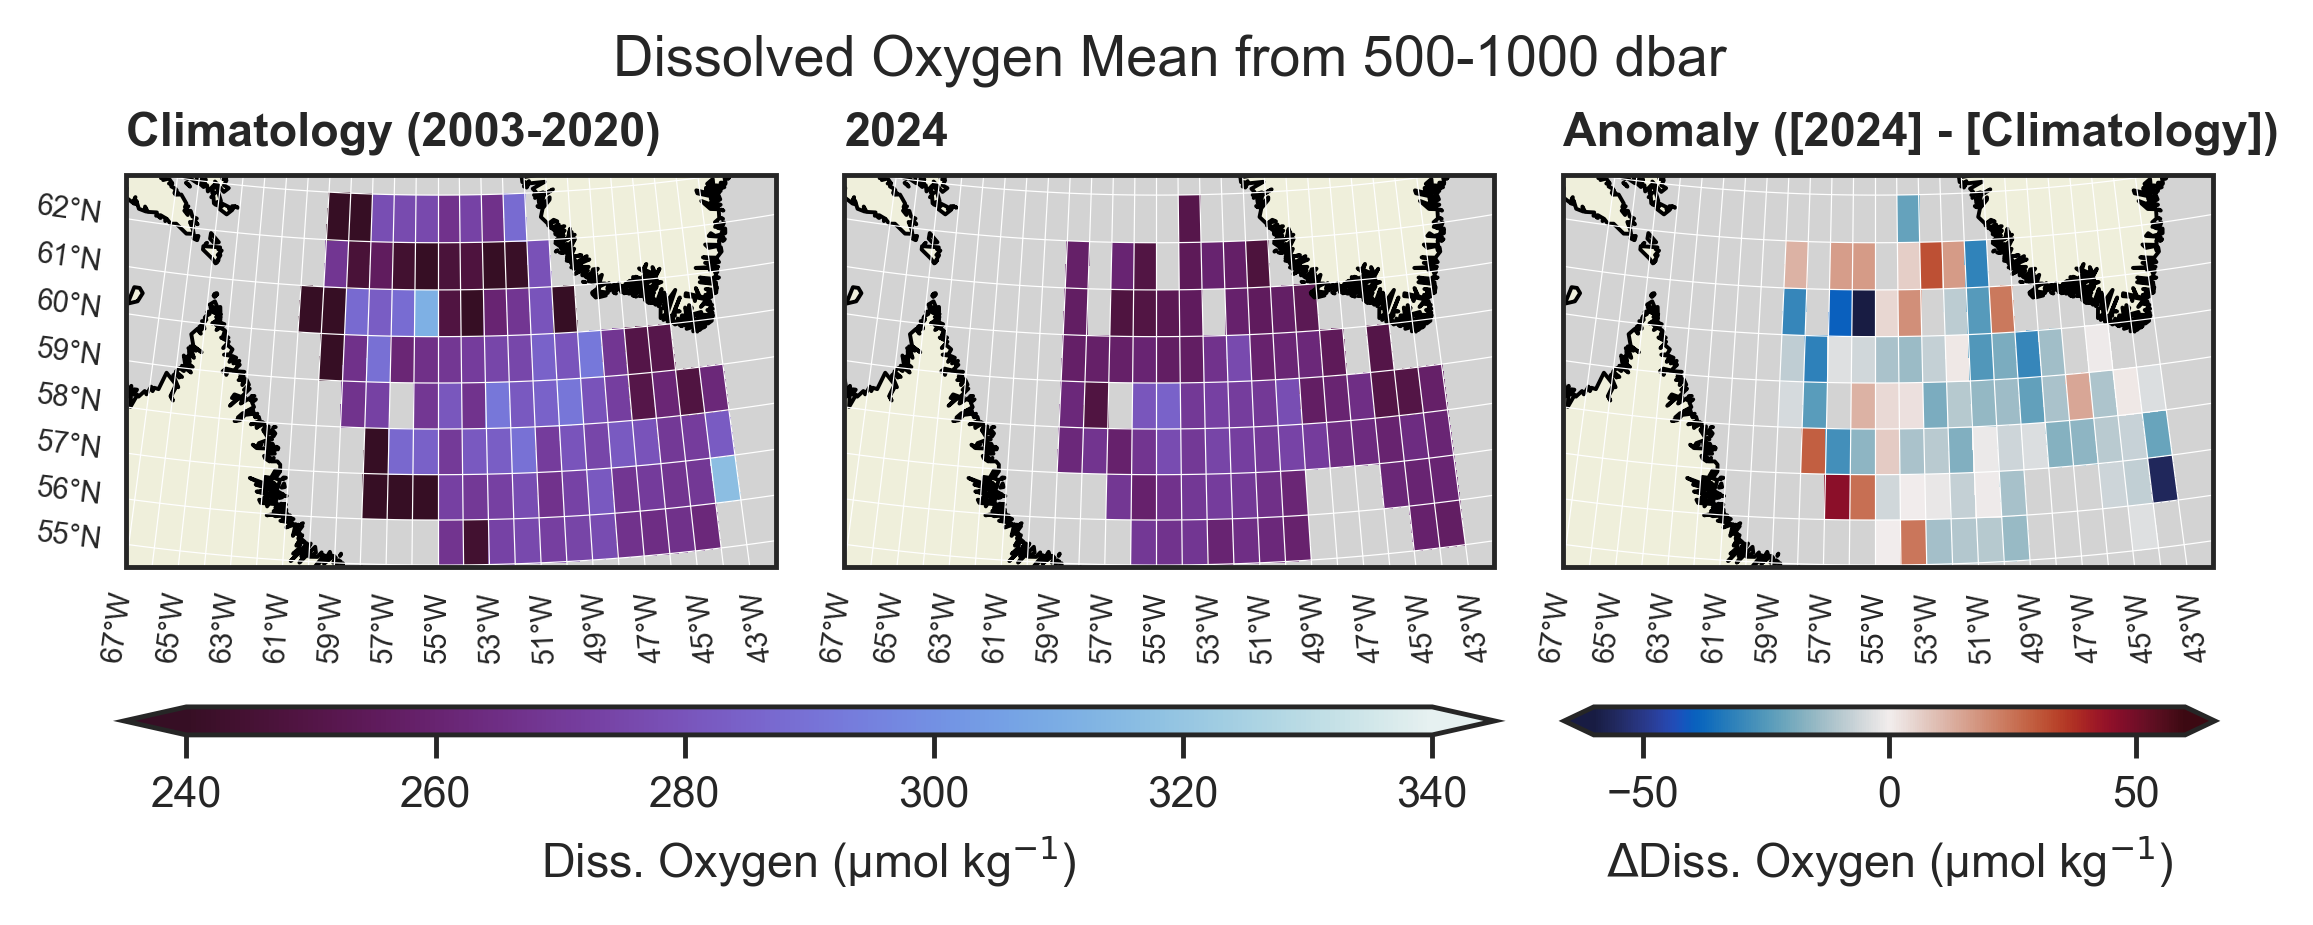 Dissolved Oxygen Mean from 500-1000 dbar
Climatology (2003-2020)
2024
Anomaly ([2024] - [Climatology])
62°N
61°N
60°N
59°N
58°N
57°N
56°N
55°N
67°W 65°W 63°W 61°W 59°W 57°W 55°W 53°W 51°W 49°W 47°W 45°W 43°W
67°W 65°W 63°W 61°W 59°W 57°W 55°W 53°W 51°W 49°W 47°W 45°W 43°W
67°W 65°W 63°W 61°W 59°W 57°W 55°W 53°W 51°W 49°W 47°W 45°W 43°W
240 260 280 300 320 340
Diss. Oxygen (µmol kg⁻¹)
−50 0 50
ΔDiss. Oxygen (µmol kg⁻¹)